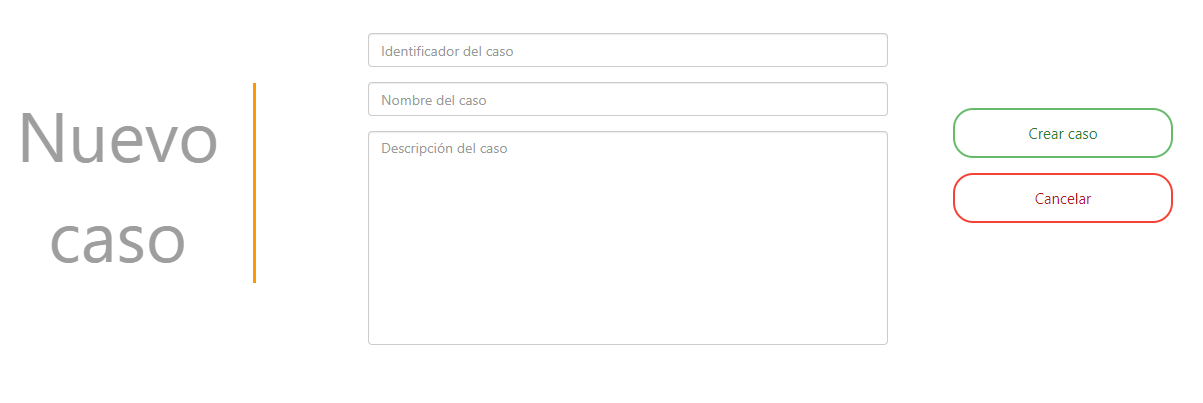 Nuevo
caso
Identificador del caso
Nombre del caso
Descripción del caso
Crear caso
Cancelar